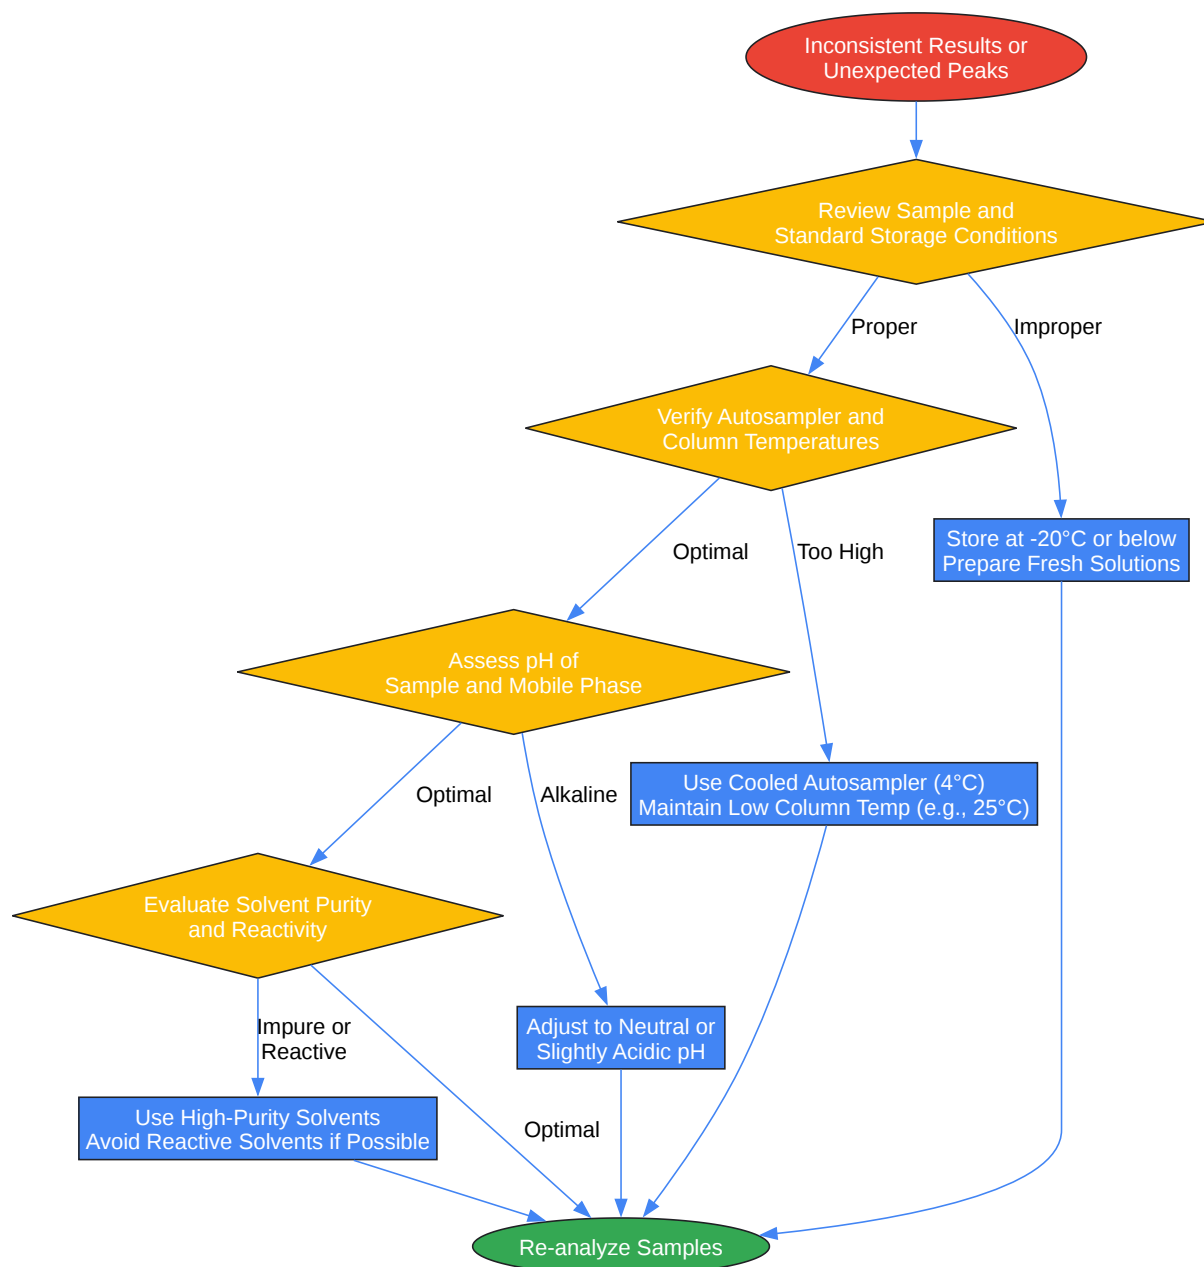 Inconsistent Results or
Unexpected Peaks
Review Sample and
Standard Storage Conditions
Proper
Improper
Verify Autosampler and
Column Temperatures
Store at -20°C or below
Prepare Fresh Solutions
Optimal
Too High
Assess pH of
Sample and Mobile Phase
Use Cooled Autosampler (4°C)
Maintain Low Column Temp (e.g., 25°C)
Optimal
Alkaline
Evaluate Solvent Purity
and Reactivity
Adjust to Neutral or
Slightly Acidic pH
Impure or
Reactive
Use High-Purity Solvents
Avoid Reactive Solvents if Possible
Optimal
Re-analyze Samples